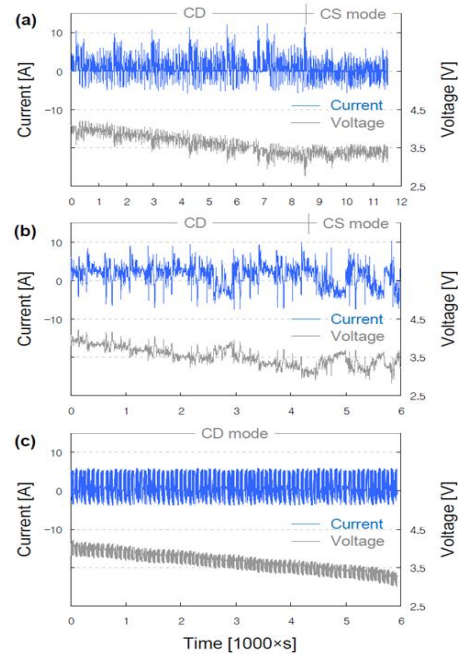 (a)
CD
CS mode
Current [A]
Voltage [V]
10
0
−10
4.5
3.5
2.5
Current
Voltage
0 1 2 3 4 5 6 7 8 9 10 11 12
(b)
CD
CS mode
Current [A]
Voltage [V]
10
0
−10
4.5
3.5
2.5
Current
Voltage
0 1 2 3 4 5 6
(c)
CD mode
Current [A]
Voltage [V]
10
0
−10
4.5
3.5
2.5
Current
Voltage
0 1 2 3 4 5 6
Time [1000×s]